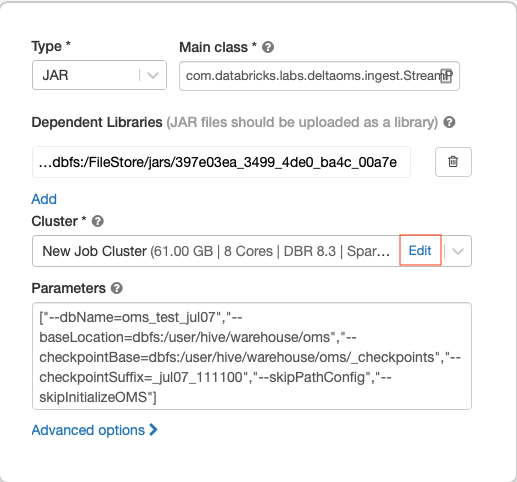 Type * Main class *
JAR com.databricks.labs.deltaoms.ingest.Stream
Dependent Libraries (JAR files should be uploaded as a library)
...dbfs:/FileStore/jars/397e03ea_3499_4de0_ba4c_00a7e
Add
Cluster *
New Job Cluster (61.00 GB | 8 Cores | DBR 8.3 | Spar... Edit
Parameters
["--dbName=oms_test_jul07","--
baseLocation=dbfs:/user/hive/warehouse/oms","--
checkpointBase=dbfs:/user/hive/warehouse/oms/_checkpoints","--
checkpointSuffix=_jul07_111100","--skipPathConfig","--
skipInitializeOMS"]
Advanced options